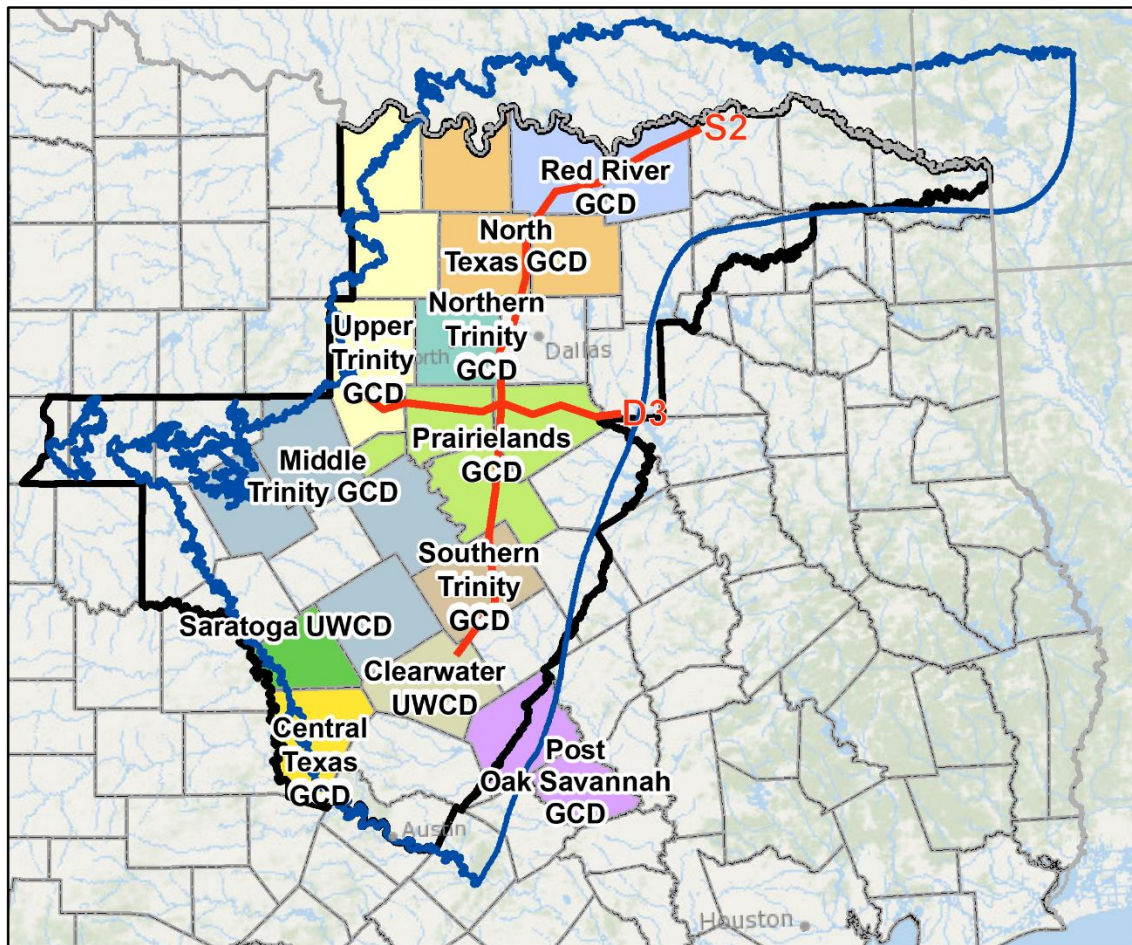 S2
Red River
GCD
North
Texas GCD
Northern
Trinity
GCD
Upper
Trinity
GCD
orth
Dallas
D3
Prairielands
GCD
Middle
Trinity GCD
Southern
Trinity
GCD
Saratoga UWCD
Clearwater
UWCD
Central
Texas
GCD
Post
Oak Savannah
GCD
Austin
Houston